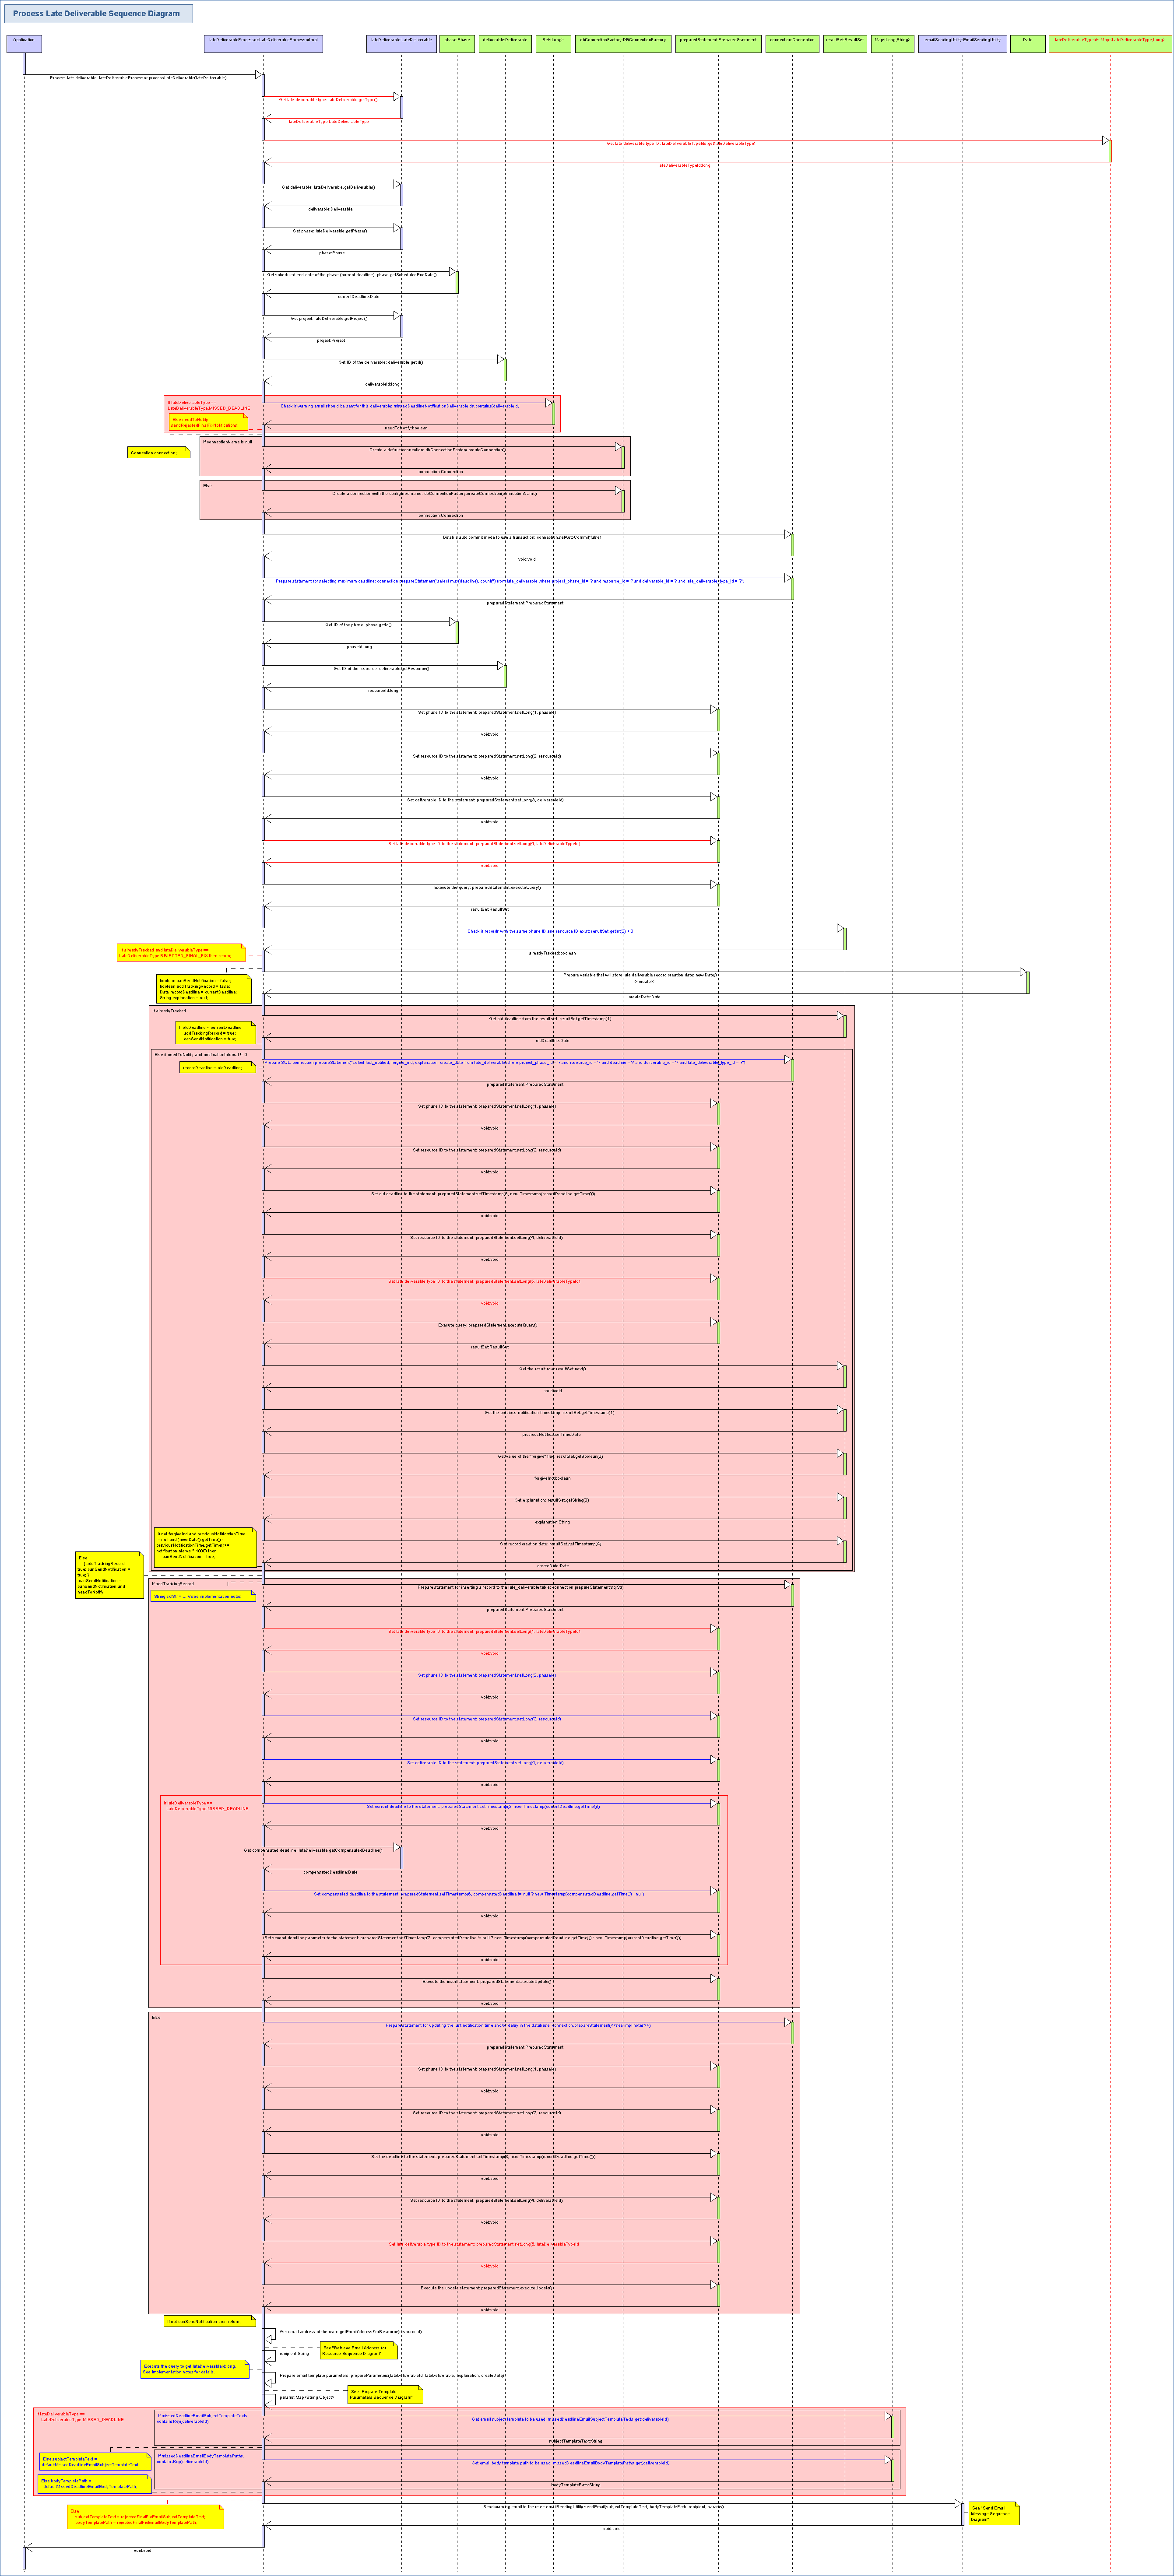 Process Late Deliverable Sequence Diagram
Application
lateDeliverableProcessor:LateDeliverableProcessorImpl
lateDeliverable:LateDeliverable
phase:Phase
deliverable:Deliverable
Set<Long>
dbConnectionFactory:DBConnectionFactory
preparedStatement:PreparedStatement
connection:Connection
resultSet:ResultSet
Map<Long,String>
emailSendingUtility:EmailSendingUtility
Date
lateDeliverableTypeIds:Map<LateDeliverableType,Long>
Process late deliverable: lateDeliverableProcessor.processLateDeliverable(lateDeliverable)
Get late deliverable type: lateDeliverable.getType()
lateDeliverableType:LateDeliverableType
Get late deliverable type ID: lateDeliverableTypeIds.get(lateDeliverableType)
lateDeliverableTypeId:long
Get deliverable: lateDeliverable.getDeliverable()
deliverable:Deliverable
Get phase: lateDeliverable.getPhase()
phase:Phase
Get scheduled end date of the phase (current deadline): phase.getScheduledEndDate()
currentDeadline:Date
Get project: lateDeliverable.getProject()
project:Project
Get ID of the deliverable: deliverable.getId()
deliverableId:long
If lateDeliverableType ==
LateDeliverableType.MISSED_DEADLINE
Check if warning email should be sent for this deliverable: missedDeadlineNotificationDeliverableIds.contains(deliverableId)
Else needToNotify =
sendRejectedFinalFixNotifications;
needToNotify:boolean
Connection connection;
If connectionName is null
Create a default connection: dbConnectionFactory.createConnection()
connection:Connection
Else
Create a connection with the configured name: dbConnectionFactory.createConnection(connectionName)
connection:Connection
Disable auto commit mode to use a transaction: connection.setAutoCommit(false)
void:void
Prepare statement for selecting maximum deadline: connection.prepareStatement("select max(deadline), count(*) from late_deliverable where project_phase_id = ? and resource_id = ? and deliverable_id = ? and late_deliverable_type_id = ?")
preparedStatement:PreparedStatement
Get ID of the phase: phase.getId()
phaseId:long
Get ID of the resource: deliverable.getResource()
resourceId:long
Set phase ID to the statement: preparedStatement.setLong(1, phaseId)
void:void
Set resource ID to the statement: preparedStatement.setLong(2, resourceId)
void:void
Set deliverable ID to the statement: preparedStatement.setLong(3, deliverableId)
void:void
Set late deliverable type ID to the statement: preparedStatement.setLong(4, lateDeliverableTypeId)
void:void
Execute the query: preparedStatement.executeQuery()
resultSet:ResultSet
Check if records with the same phase ID and resource ID exist: resultSet.getInt(2) > 0
If alreadyTracked and lateDeliverableType ==
LateDeliverableType.REJECTED_FINAL_FIX then return;
alreadyTracked:boolean
Prepare variable that will store late deliverable record creation date: new Date()
<<create>>
boolean canSendNotification = false;
boolean addTrackingRecord = false;
Date recordDeadline = currentDeadline;
String explanation = null;
createDate:Date
If alreadyTracked
Get old deadline from the resultset: resultSet.getTimestamp(1)
If oldDeadline < currentDeadline
addTrackingRecord = true;
canSendNotification = true;
oldDeadline:Date
Else if needToNotify and notificationInterval != 0
Prepare SQL: connection.prepareStatement("select last_notified, forgive_ind, explanation, create_date from late_deliverable where project_phase_id = ? and resource_id = ? and deadline = ? and deliverable_id = ? and late_deliverable_type_id = ?")
recordDeadline = oldDeadline;
preparedStatement:PreparedStatement
Set phase ID to the statement: preparedStatement.setLong(1, phaseId)
void:void
Set resource ID to the statement: preparedStatement.setLong(2, resourceId)
void:void
Set old deadline to the statement: preparedStatement.setTimestamp(3, new Timestamp(recordDeadline.getTime()))
void:void
Set resource ID to the statement: preparedStatement.setLong(4, deliverableId)
void:void
Set late deliverable type ID to the statement: preparedStatement.setLong(5, lateDeliverableTypeId)
void:void
Execute query: preparedStatement.executeQuery()
resultSet:ResultSet
Get the result row: resultSet.next()
void:void
Get the previous notification timestamp: resultSet.getTimestamp(1)
previousNotificationTime:Date
Get value of the "forgive" flag: resultSet.getBoolean(2)
forgiveInd:boolean
Get explanation: resultSet.getString(3)
explanation:String
If not forgiveInd and previousNotificationTime
!= null and (new Date().getTime() -
previousNotificationTime.getTime()>=
notificationInterval * 1000) then
canSendNotification = true;
Get record creation date: resultSet.getTimestamp(4)
createDate:Date
Else
{ addTrackingRecord =
true; canSendNotification =
true; }
canSendNotification =
canSendNotification and
needToNotify;
If addTrackingRecord
Prepare statement for inserting a record to the late_deliverable table: connection.prepareStatement(sqlStr)
String sqlStr = ... // see implementation notes
preparedStatement:PreparedStatement
Set late deliverable type ID to the statement: preparedStatement.setLong(1, lateDeliverableTypeId)
void:void
Set phase ID to the statement: preparedStatement.setLong(2, phaseId)
void:void
Set resource ID to the statement: preparedStatement.setLong(3, resourceId)
void:void
Set deliverable ID to the statement: preparedStatement.setLong(4, deliverableId)
void:void
If lateDeliverableType ==
LateDeliverableType.MISSED_DEADLINE
Set current deadline to the statement: preparedStatement.setTimestamp(5, new Timestamp(currentDeadline.getTime()))
void:void
Get compensated deadline: lateDeliverable.getCompensatedDeadline()
compensatedDeadline:Date
Set compensated deadline to the statement: preparedStatement.setTimestamp(6, compensatedDeadline != null ? new Timestamp(compensatedDeadline.getTime()) : null)
void:void
Set second deadline parameter to the statement: preparedStatement.setTimestamp(7, compensatedDeadline != null ? new Timestamp(compensatedDeadline.getTime()) : new Timestamp(currentDeadline.getTime()))
void:void
Execute the insert statement: preparedStatement.executeUpdate()
void:void
Else
Prepare statement for updating the last notification time and/or delay in the database: connection.prepareStatement(<<see impl notes>>)
preparedStatement:PreparedStatement
Set phase ID to the statement: preparedStatement.setLong(1, phaseId)
void:void
Set resource ID to the statement: preparedStatement.setLong(2, resourceId)
void:void
Set the deadline to the statement: preparedStatement.setTimestamp(3, new Timestamp(recordDeadline.getTime()))
void:void
Set resource ID to the statement: preparedStatement.setLong(4, deliverableId)
void:void
Set late deliverable type ID to the statement: preparedStatement.setLong(5, lateDeliverableTypeId
void:void
Execute the update statement: preparedStatement.executeUpdate()
void:void
If not canSendNotification then return;
Get email address of the user: getEmailAddressForResource(resourceId)
See "Retrieve Email Address for
Resource Sequence Diagram"
recipient:String
Execute the query to get lateDeliverableId:long.
See implementation notes for details.
Prepare email template parameters: prepareParameters(lateDeliverableId, lateDeliverable, explanation, createDate)
See "Prepare Template
Parameters Sequence Diagram"
params:Map<String,Object>
If lateDeliverableType ==
LateDeliverableType.MISSED_DEADLINE
If missedDeadlineEmailSubjectTemplateTexts.
containsKey(deliverableId)
Get email subject template to be used: missedDeadlineEmailSubjectTemplateTexts.get(deliverableId)
subjectTemplateText:String
Else subjectTemplateText =
defaultMissedDeadlineEmailSubjectTemplateText;
If missedDeadlineEmailBodyTemplatePaths.
containsKey(deliverableId)
Get email body template path to be used: missedDeadlineEmailBodyTemplatePaths.get(deliverableId)
Else bodyTemplatePath =
defaultMissedDeadlineEmailBodyTemplatePath;
bodyTemplatePath:String
Else
subjectTemplateText = rejectedFinalFixEmailSubjectTemplateText;
bodyTemplatePath = rejectedFinalFixEmailBodyTemplatePath;
Send warning email to the user: emailSendingUtility.sendEmail(subjectTemplateText, bodyTemplatePath, recipient, params)
See "Send Email
Message Sequence
Diagram"
void:void
void:void